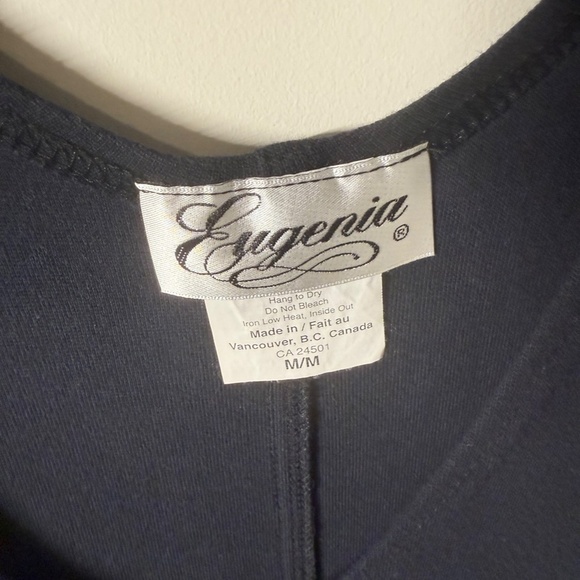 Eugenia ®
Hang to Dry
Do Not Bleach
Iron Low Heat, Inside Out
Made in / Fait au
Vancouver, B.C. Canada
CA 24501
M/M